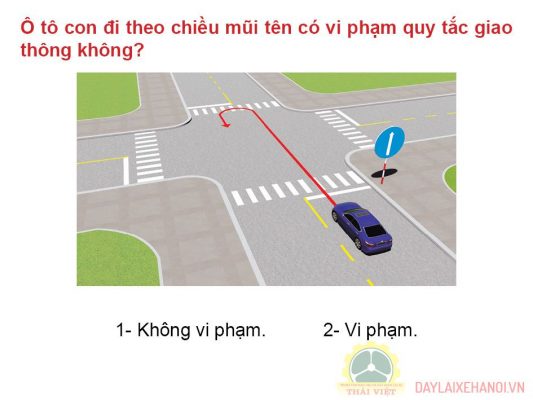 Ô tô con đi theo chiều mũi tên có vi phạm quy tắc giao
thông không?
1- Không vi phạm.
2- Vi phạm.
THÁI VIỆT
DAYLAIXEHANOI.VN